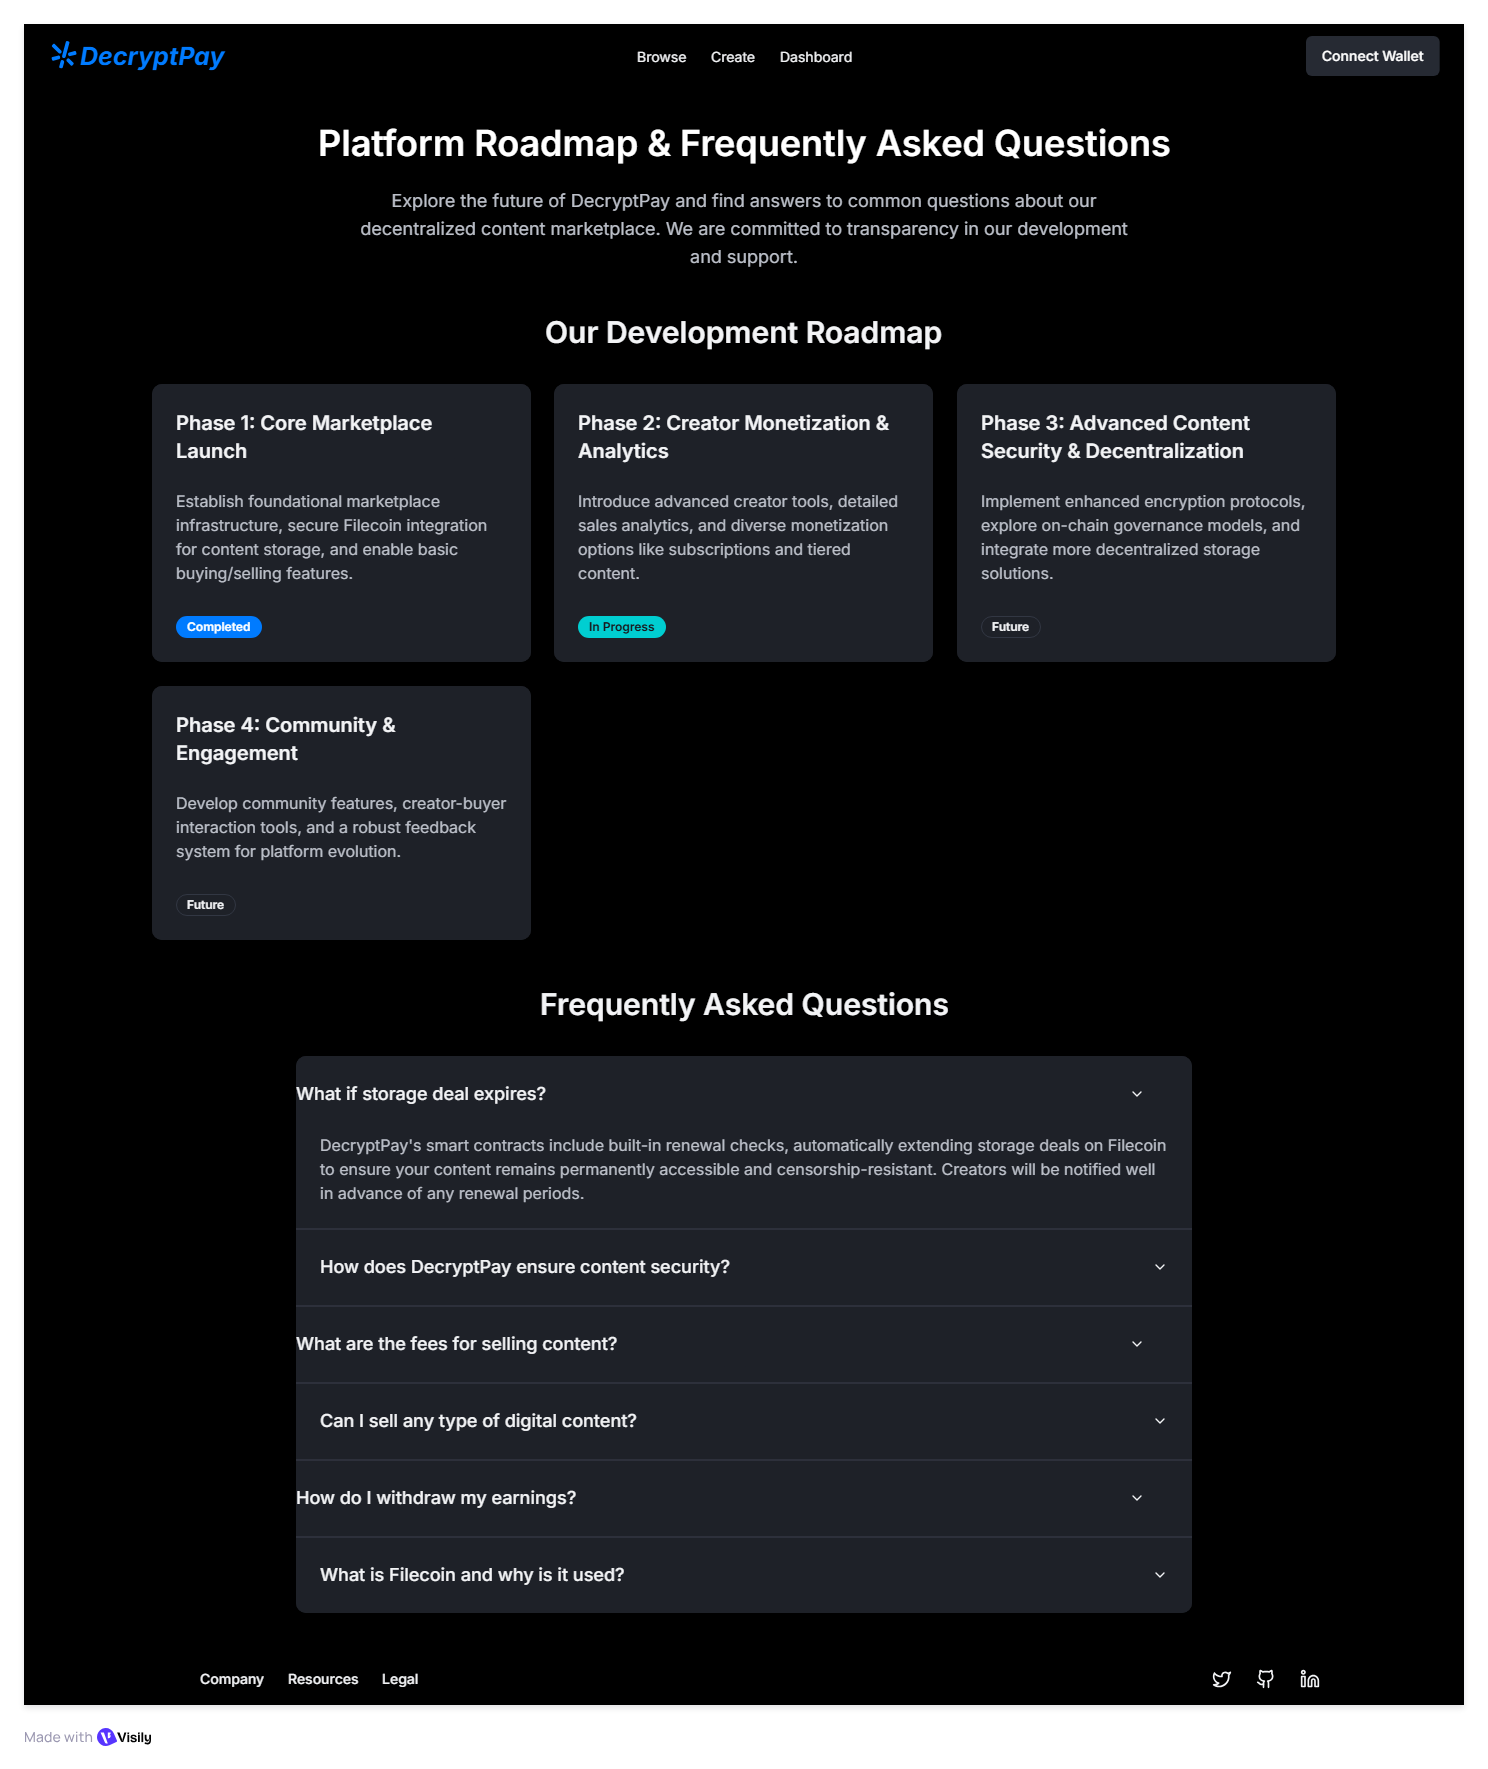 DecryptPay
Browse Create Dashboard
Connect Wallet
Platform Roadmap & Frequently Asked Questions
Explore the future of DecryptPay and find answers to common questions about our
decentralized content marketplace. We are committed to transparency in our development
and support.
Our Development Roadmap
Phase 1: Core Marketplace
Launch
Establish foundational marketplace
infrastructure, secure Filecoin integration
for content storage, and enable basic
buying/selling features.
Completed
Phase 2: Creator Monetization &
Analytics
Introduce advanced creator tools, detailed
sales analytics, and diverse monetization
options like subscriptions and tiered
content.
In Progress
Phase 3: Advanced Content
Security & Decentralization
Implement enhanced encryption protocols,
explore on-chain governance models, and
integrate more decentralized storage
solutions.
Future
Phase 4: Community &
Engagement
Develop community features, creator-buyer
interaction tools, and a robust feedback
system for platform evolution.
Future
Frequently Asked Questions
What if storage deal expires?
DecryptPay's smart contracts include built-in renewal checks, automatically extending storage deals on Filecoin
to ensure your content remains permanently accessible and censorship-resistant. Creators will be notified well
in advance of any renewal periods.
How does DecryptPay ensure content security?
What are the fees for selling content?
Can I sell any type of digital content?
How do I withdraw my earnings?
What is Filecoin and why is it used?
Company Resources Legal
Made with Visily